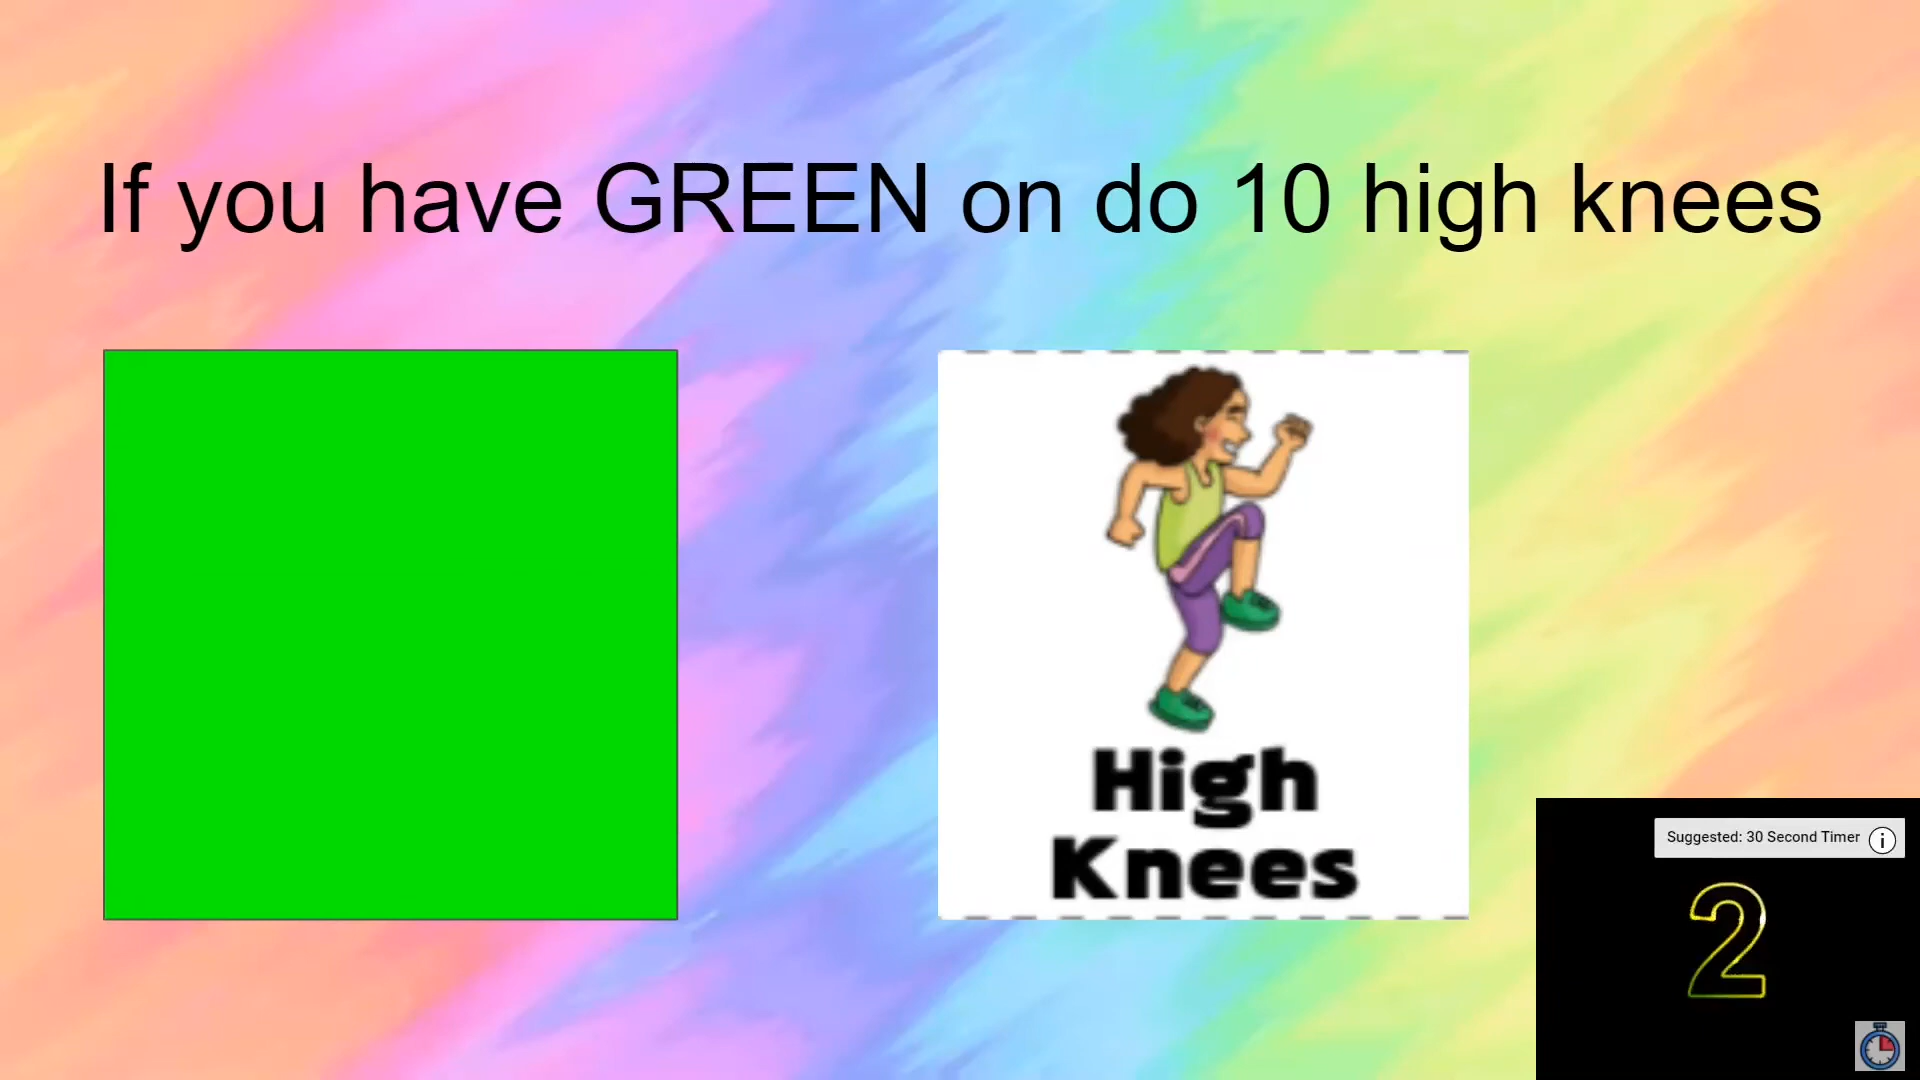 If you have GREEN on do 10 high knees
High
Knees
Suggested: 30 Second Timer
2